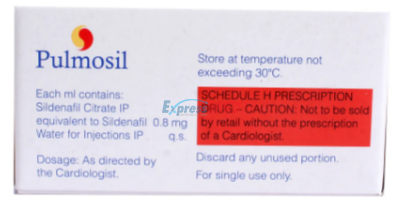 Pulmosil
Each ml contains:
Sildenafil Citrate IP
equivalent to Sildenafil 0.8 mg
Water for Injections IP q.s.
Dosage: As directed by
the Cardiologist.
Store at temperature not
exceeding 30°C.
SCHEDULE H PRESCRIPTION
DRUG – CAUTION: Not to be sold
by retail without the prescription
of a Cardiologist.
Discard any unused portion.
For single use only.